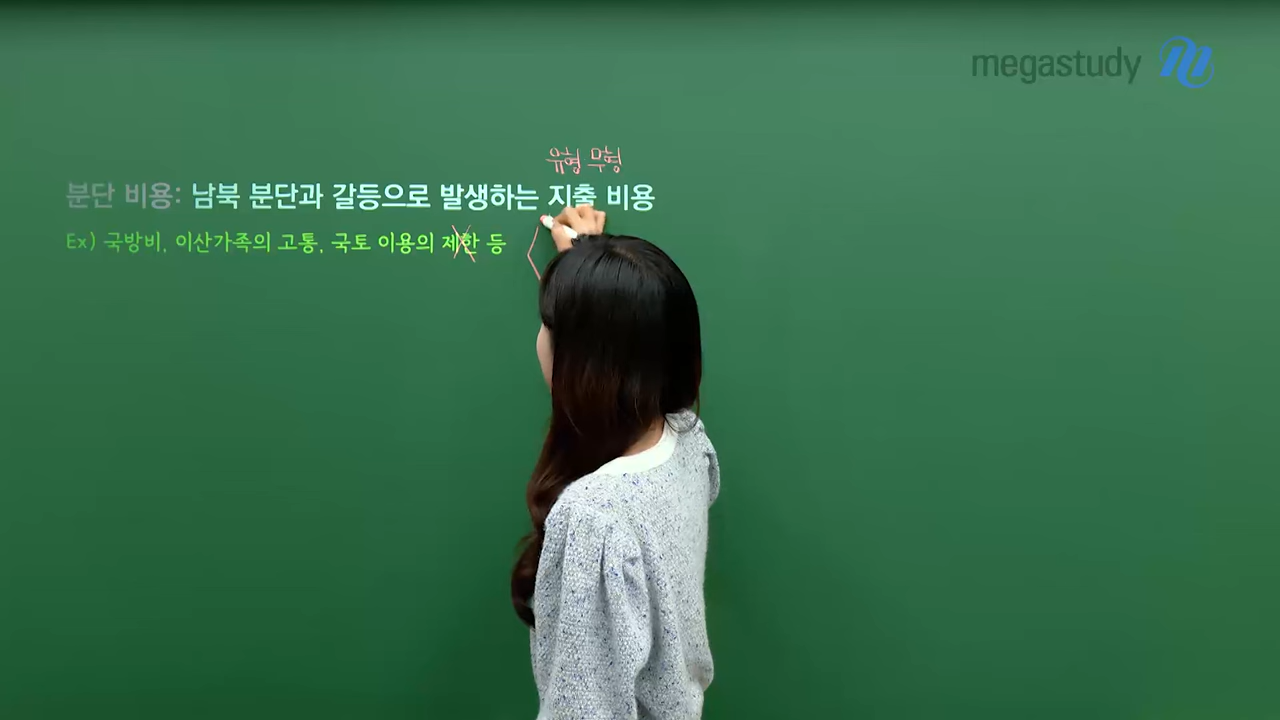 megastudy
유형 무형
분단 비용: 남북 분단과 갈등으로 발생하는 지출 비용
Ex) 국방비, 이산가족의 고통, 국토 이용의 제한 등